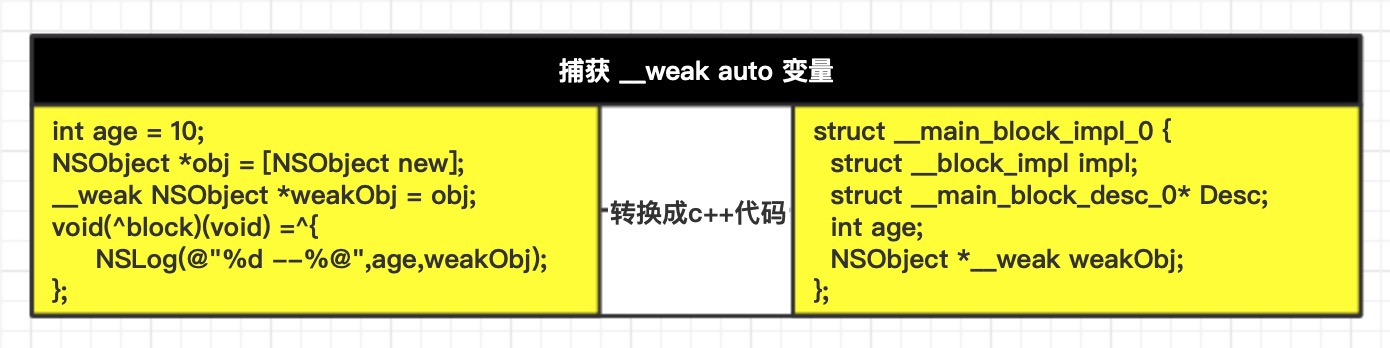 捕获 __weak auto 变量
int age = 10;
NSObject *obj = [NSObject new];
__weak NSObject *weakObj = obj;
void(^block)(void) =^{
NSLog(@"%d --%@",age,weakObj);
};
转换成c++代码
struct __main_block_impl_0 {
struct __block_impl impl;
struct __main_block_desc_0* Desc;
int age;
NSObject *__weak weakObj;
};